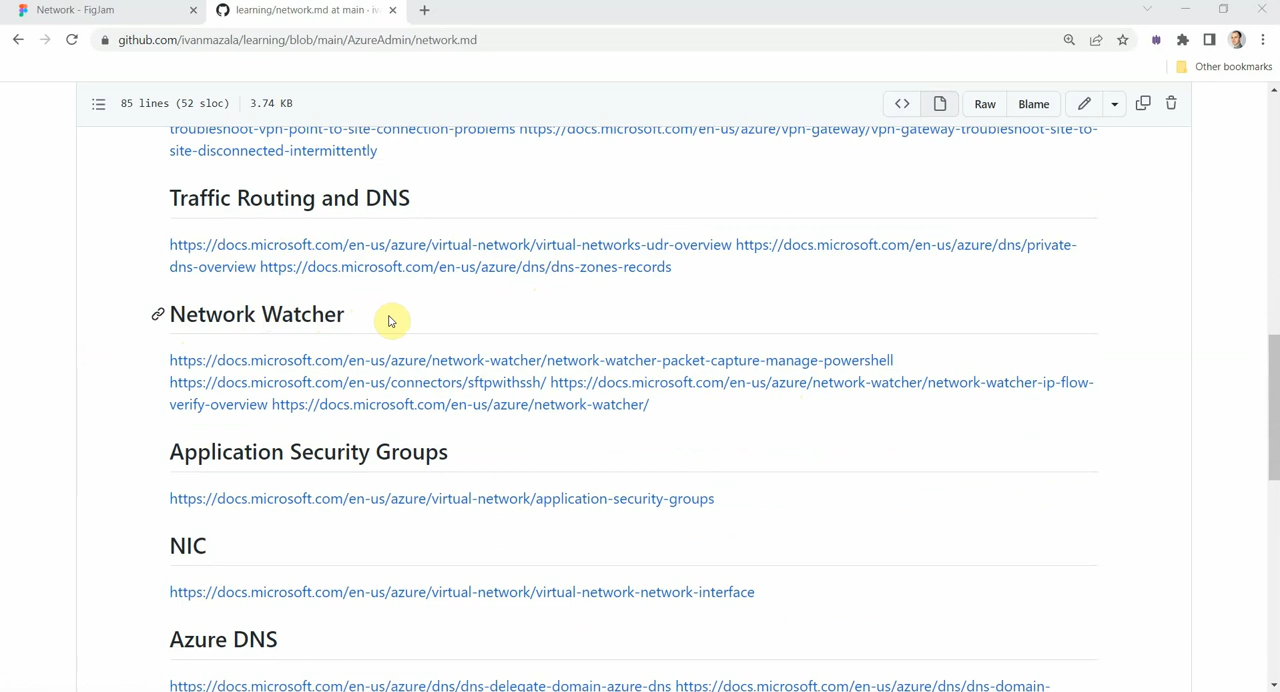 Network - FigJam
learning/network.md at main · iv
github.com/ivanmazala/learning/blob/main/AzureAdmin/network.md
Other bookmarks
85 lines (52 sloc) 3.74 KB
Raw Blame
troubleshoot-vpn-point-to-site-connection-problems https://docs.microsoft.com/en-us/azure/vpn-gateway/vpn-gateway-troubleshoot-site-to-
site-disconnected-intermittently
Traffic Routing and DNS
https://docs.microsoft.com/en-us/azure/virtual-network/virtual-networks-udr-overview https://docs.microsoft.com/en-us/azure/dns/private-
dns-overview https://docs.microsoft.com/en-us/azure/dns/dns-zones-records
Network Watcher
https://docs.microsoft.com/en-us/azure/network-watcher/network-watcher-packet-capture-manage-powershell
https://docs.microsoft.com/en-us/connectors/sftpwithssh/ https://docs.microsoft.com/en-us/azure/network-watcher/network-watcher-ip-flow-
verify-overview https://docs.microsoft.com/en-us/azure/network-watcher/
Application Security Groups
https://docs.microsoft.com/en-us/azure/virtual-network/application-security-groups
NIC
https://docs.microsoft.com/en-us/azure/virtual-network/virtual-network-network-interface
Azure DNS
https://docs.microsoft.com/en-us/azure/dns/dns-delegate-domain-azure-dns https://docs.microsoft.com/en-us/azure/dns/dns-domain-